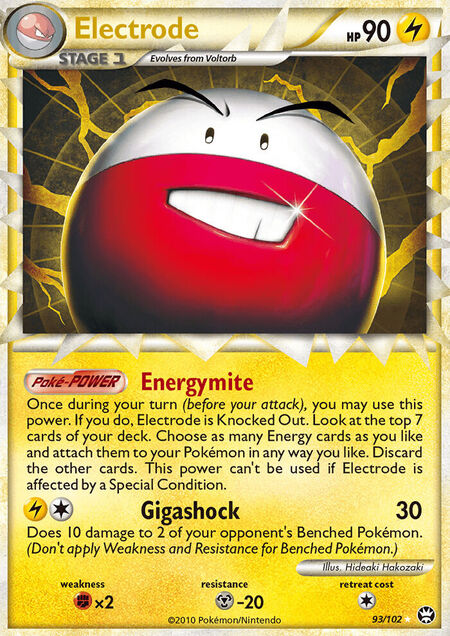 Electrode
HP 90
STAGE 1
Evolves from Voltorb
Poké-POWER Energymite
Once during your turn (before your attack), you may use this
power. If you do, Electrode is Knocked Out. Look at the top 7
cards of your deck. Choose as many Energy cards as you like
and attach them to your Pokémon in any way you like. Discard
the other cards. This power can't be used if Electrode is
affected by a Special Condition.
Gigashock 30
Does 10 damage to 2 of your opponent's Benched Pokémon.
(Don't apply Weakness and Resistance for Benched Pokémon.)
Illus. Hideaki Hakozaki
weakness resistance retreat cost
×2 -20
©2010 Pokémon/Nintendo 93/102 ★